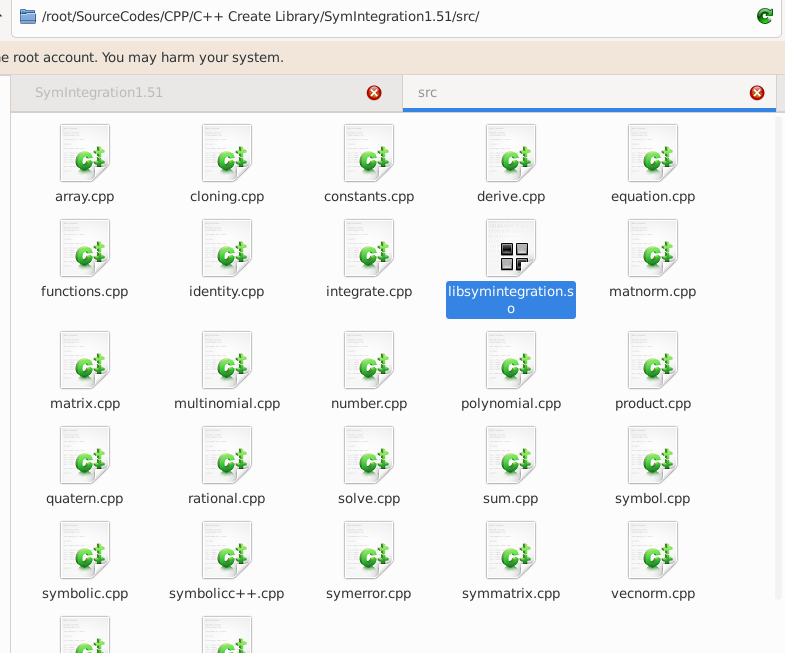 /root/SourceCodes/CPP/C++ Create Library/SymIntegration1.51/src/
e root account. You may harm your system.
SymIntegration1.51 src
array.cpp cloning.cpp constants.cpp derive.cpp equation.cpp
functions.cpp identity.cpp integrate.cpp libsymintegration.s matnorm.cpp
o
matrix.cpp multinomial.cpp number.cpp polynomial.cpp product.cpp
quatern.cpp rational.cpp solve.cpp sum.cpp symbol.cpp
symbolic.cpp symbolicc++.cpp symerror.cpp symmatrix.cpp vecnorm.cpp